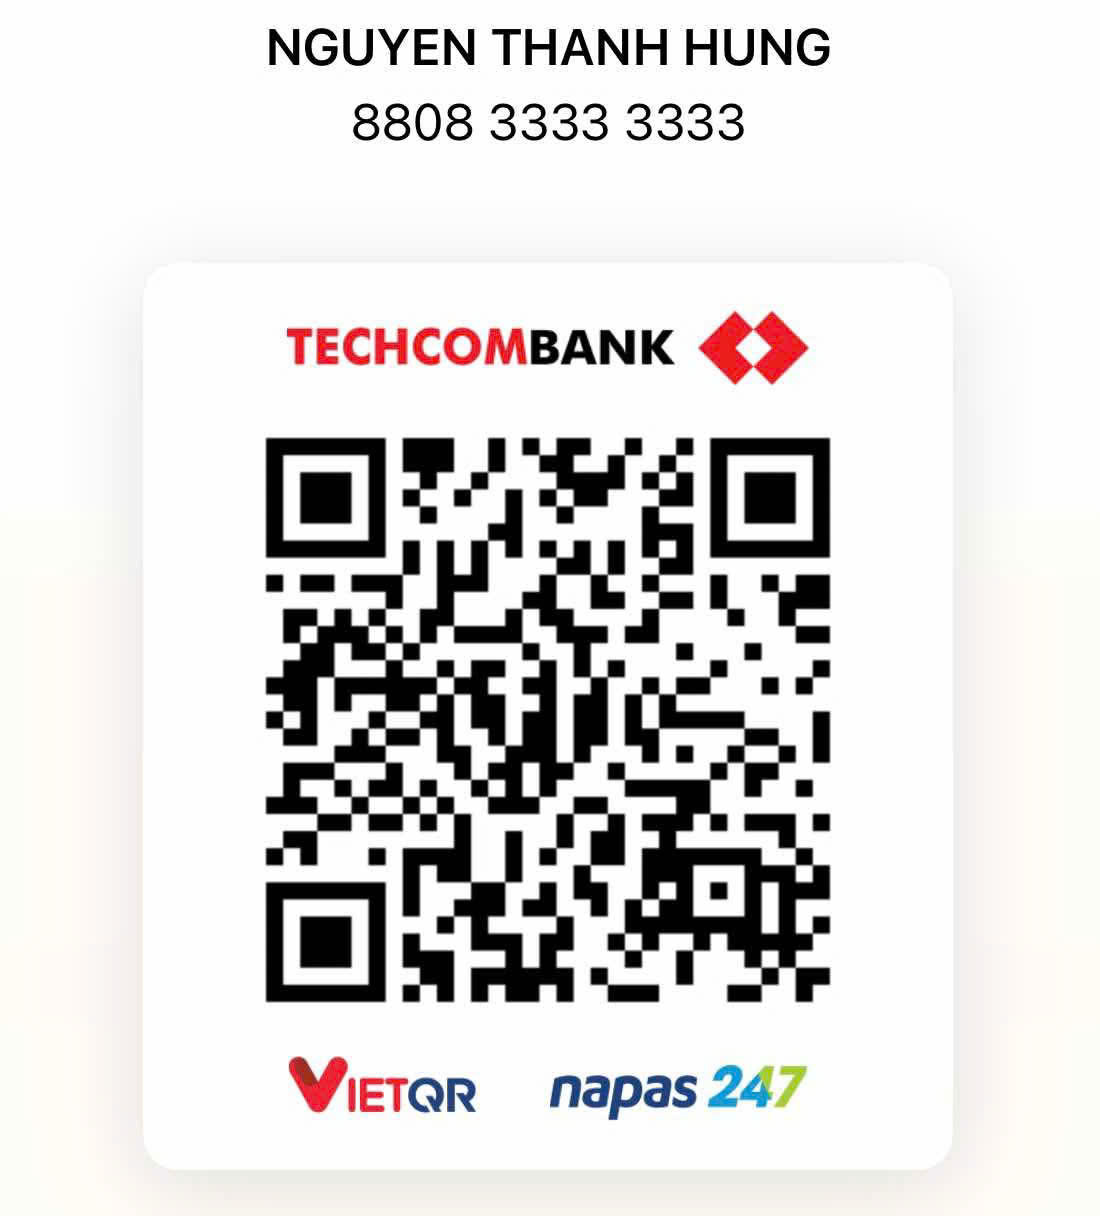 NGUYEN THANH HUNG
8808 3333 3333
TECHCOMBANK
VIETQR
napas 247